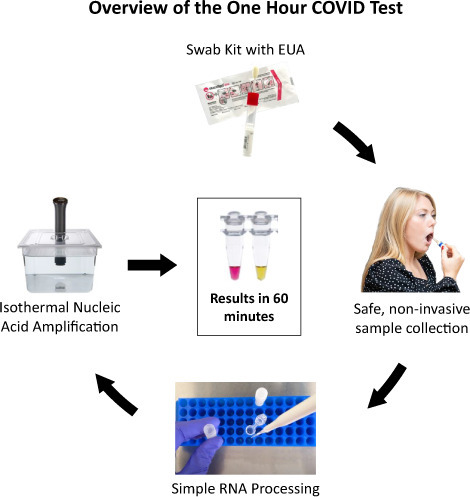 Overview of the One Hour COVID Test
Swab Kit with EUA
Isothermal Nucleic
Acid Amplification
Results in 60
minutes
Safe, non-invasive
sample collection
Simple RNA Processing